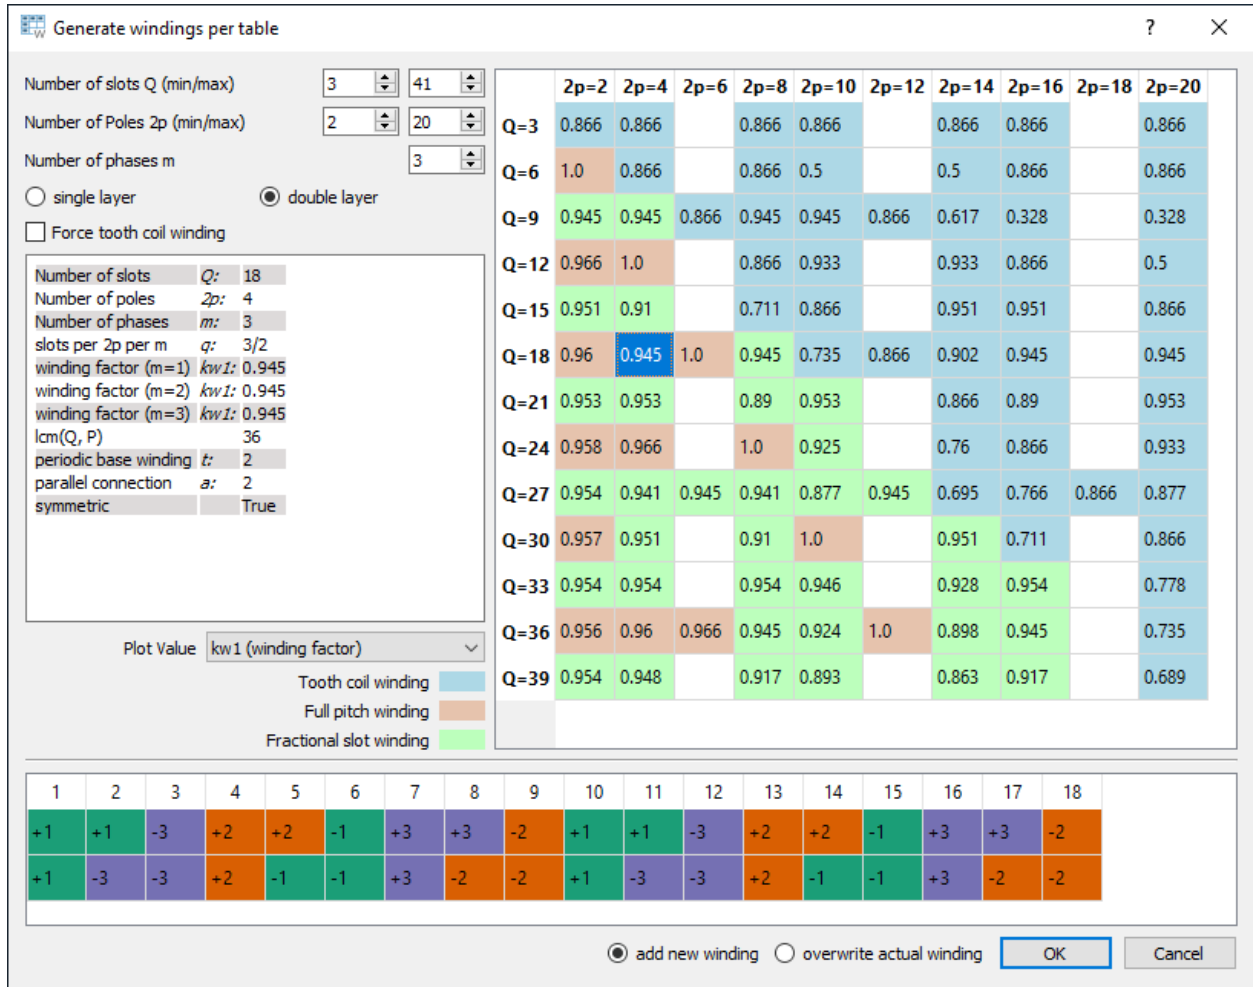 Generate windings per table
?
Number of slots Q (min/max) 3 41
Number of Poles 2p (min/max) 2 20
Number of phases m 3
single layer double layer
Force tooth coil winding
Number of slots Q: 18
Number of poles 2p: 4
Number of phases m: 3
slots per 2p per m q: 3/2
winding factor (m=1) kw1: 0.945
winding factor (m=2) kw1: 0.945
winding factor (m=3) kw1: 0.945
lcm(Q, P) 36
periodic base winding t: 2
parallel connection a: 2
symmetric True
Plot Value kw1 (winding factor)
Tooth coil winding
Full pitch winding
Fractional slot winding
2p=2 2p=4 2p=6 2p=8 2p=10 2p=12 2p=14 2p=16 2p=18 2p=20
Q=3 0.866 0.866 0.866 0.866 0.866 0.866 0.866
Q=6 1.0 0.866 0.866 0.5 0.5 0.866 0.866
Q=9 0.945 0.945 0.866 0.945 0.945 0.866 0.617 0.328 0.328
Q=12 0.966 1.0 0.866 0.933 0.933 0.866 0.5
Q=15 0.951 0.91 0.711 0.866 0.951 0.951 0.866
Q=18 0.96 0.945 1.0 0.945 0.735 0.866 0.902 0.945 0.945
Q=21 0.953 0.953 0.89 0.953 0.866 0.89 0.953
Q=24 0.958 0.966 1.0 0.925 0.76 0.866 0.933
Q=27 0.954 0.941 0.945 0.941 0.877 0.945 0.695 0.766 0.866 0.877
Q=30 0.957 0.951 0.91 1.0 0.951 0.711 0.866
Q=33 0.954 0.954 0.954 0.946 0.928 0.954 0.778
Q=36 0.956 0.96 0.966 0.945 0.924 1.0 0.898 0.945 0.735
Q=39 0.954 0.948 0.917 0.893 0.863 0.917 0.689
1 2 3 4 5 6 7 8 9 10 11 12 13 14 15 16 17 18
+1 +1 -3 +2 +2 -1 +3 +3 -2 +1 +1 -3 +2 +2 -1 +3 +3 -2
+1 -3 -3 +2 -1 -1 +3 -2 -2 +1 -3 -3 +2 -1 -1 +3 -2 -2
add new winding overwrite actual winding OK Cancel